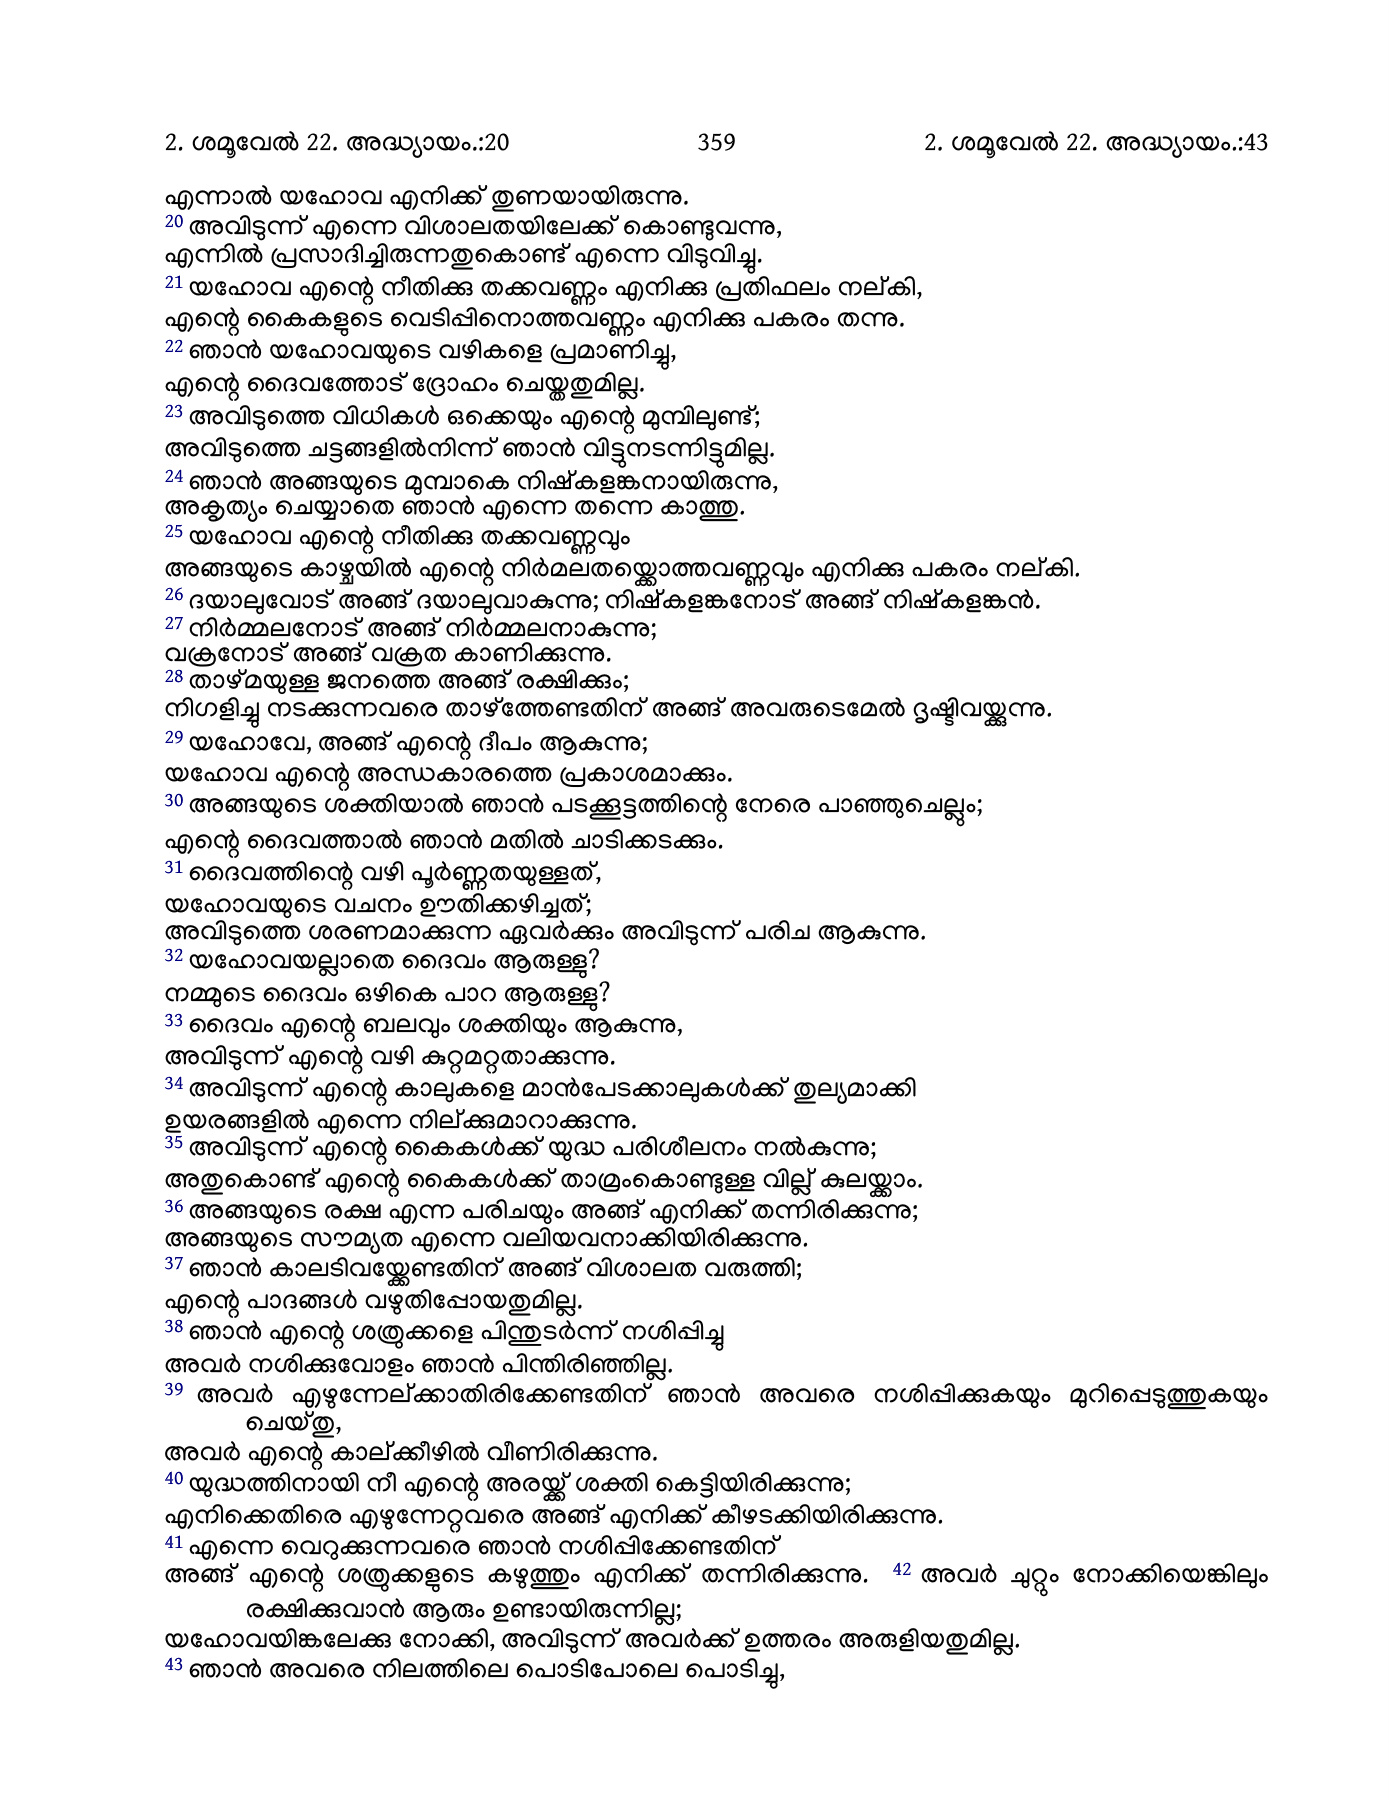 2. ശമൂവേൽ 22. അദ്ധ്യായം.:20 359 2. ശമൂവേൽ 22. അദ്ധ്യായം.:43
എന്നാൽ യഹോവ എനിക്ക് തുണയായിരുന്നു.
20 അവിടുന്ന് എന്നെ വിശാലതയിലേക്ക് കൊണ്ടുവന്നു,
എന്നിൽ പ്രസാദിച്ചിരുന്നതുകൊണ്ട് എന്നെ വിടുവിച്ചു.
21 യഹോവ എന്റെ നീതിക്കു തക്കവണ്ണം എനിക്കു പ്രതിഫലം നല്കി,
എന്റെ കൈകളുടെ വെടിപ്പിനൊത്തവണ്ണം എനിക്കു പകരം തന്നു.
22 ഞാൻ യഹോവയുടെ വഴികളെ പ്രമാണിച്ചു,
എന്റെ ദൈവത്തോട് ദ്രോഹം ചെയ്തതുമില്ല.
23 അവിടുത്തെ വിധികൾ ഒക്കെയും എന്റെ മുമ്പിലുണ്ട്;
അവിടുത്തെ ചട്ടങ്ങളിൽനിന്ന് ഞാൻ വിട്ടുനടന്നിട്ടുമില്ല.
24 ഞാൻ അങ്ങയുടെ മുമ്പാകെ നിഷ്കളങ്കനായിരുന്നു,
അകൃത്യം ചെയ്യാതെ ഞാൻ എന്നെ തന്നെ കാത്തു.
25 യഹോവ എന്റെ നീതിക്കു തക്കവണ്ണവും
അങ്ങയുടെ കാഴ്ചയിൽ എന്റെ നിർമലതയ്ക്കൊത്തവണ്ണവും എനിക്കു പകരം നല്കി.
26 ദയാലുവോട് അങ്ങ് ദയാലുവാകുന്നു; നിഷ്കളങ്കനോട് അങ്ങ് നിഷ്കളങ്കൻ.
27 നിർമ്മലനോട് അങ്ങ് നിർമ്മലനാകുന്നു;
വക്രനോട് അങ്ങ് വക്രത കാണിക്കുന്നു.
28 താഴ്മയുള്ള ജനത്തെ അങ്ങ് രക്ഷിക്കും;
നിഗളിച്ചു നടക്കുന്നവരെ താഴ്ത്തേണ്ടതിന് അങ്ങ് അവരുടെമേൽ ദൃഷ്ടിവയ്ക്കുന്നു.
29 യഹോവേ, അങ്ങ് എന്റെ ദീപം ആകുന്നു;
യഹോവ എന്റെ അന്ധകാരത്തെ പ്രകാശമാക്കും.
30 അങ്ങയുടെ ശക്തിയാൽ ഞാൻ പടക്കൂട്ടത്തിന്റെ നേരെ പാഞ്ഞുചെല്ലും;
എന്റെ ദൈവത്താൽ ഞാൻ മതിൽ ചാടിക്കടക്കും.
31 ദൈവത്തിന്റെ വഴി പൂർണ്ണതയുള്ളത്,
യഹോവയുടെ വചനം ഊതിക്കഴിച്ചത്;
അവിടുത്തെ ശരണമാക്കുന്ന ഏവർക്കും അവിടുന്ന് പരിച ആകുന്നു.
32 യഹോവയല്ലാതെ ദൈവം ആരുള്ളു?
നമ്മുടെ ദൈവം ഒഴികെ പാറ ആരുള്ളു?
33 ദൈവം എന്റെ ബലവും ശക്തിയും ആകുന്നു,
അവിടുന്ന് എന്റെ വഴി കുറ്റമറ്റതാക്കുന്നു.
34 അവിടുന്ന് എന്റെ കാലുകളെ മാൻപേടക്കാലുകൾക്ക് തുല്യമാക്കി
ഉയരങ്ങളിൽ എന്നെ നില്ക്കുമാറാക്കുന്നു.
35 അവിടുന്ന് എന്റെ കൈകൾക്ക് യുദ്ധ പരിശീലനം നൽകുന്നു;
അതുകൊണ്ട് എന്റെ കൈകൾക്ക് താമ്രംകൊണ്ടുള്ള വില്ല് കുലയ്ക്കാം.
36 അങ്ങയുടെ രക്ഷ എന്ന പരിചയും അങ്ങ് എനിക്ക് തന്നിരിക്കുന്നു;
അങ്ങയുടെ സൗമ്യത എന്നെ വലിയവനാക്കിയിരിക്കുന്നു.
37 ഞാൻ കാലടിവയ്ക്കേണ്ടതിന് അങ്ങ് വിശാലത വരുത്തി;
എന്റെ പാദങ്ങൾ വഴുതിപ്പോയതുമില്ല.
38 ഞാൻ എന്റെ ശത്രുക്കളെ പിന്തുടർന്ന് നശിപ്പിച്ചു
അവർ നശിക്കുവോളം ഞാൻ പിന്തിരിഞ്ഞില്ല.
39 അവർ എഴുന്നേല്ക്കാതിരിക്കേണ്ടതിന് ഞാൻ അവരെ നശിപ്പിക്കുകയും മുറിപ്പെടുത്തുകയും
ചെയ്തു,
അവർ എന്റെ കാല്ക്കീഴിൽ വീണിരിക്കുന്നു.
40 യുദ്ധത്തിനായി നീ എന്റെ അരയ്ക്ക് ശക്തി കെട്ടിയിരിക്കുന്നു;
എനിക്കെതിരെ എഴുന്നേറ്റവരെ അങ്ങ് എനിക്ക് കീഴടക്കിയിരിക്കുന്നു.
41 എന്നെ വെറുക്കുന്നവരെ ഞാൻ നശിപ്പിക്കേണ്ടതിന്
അങ്ങ് എന്റെ ശത്രുക്കളുടെ കഴുത്തും എനിക്ക് തന്നിരിക്കുന്നു. 42 അവർ ചുറ്റും നോക്കിയെങ്കിലും
രക്ഷിക്കുവാൻ ആരും ഉണ്ടായിരുന്നില്ല;
യഹോവയിങ്കലേക്കു നോക്കി, അവിടുന്ന് അവർക്ക് ഉത്തരം അരുളിയതുമില്ല.
43 ഞാൻ അവരെ നിലത്തിലെ പൊടിപോലെ പൊടിച്ചു,